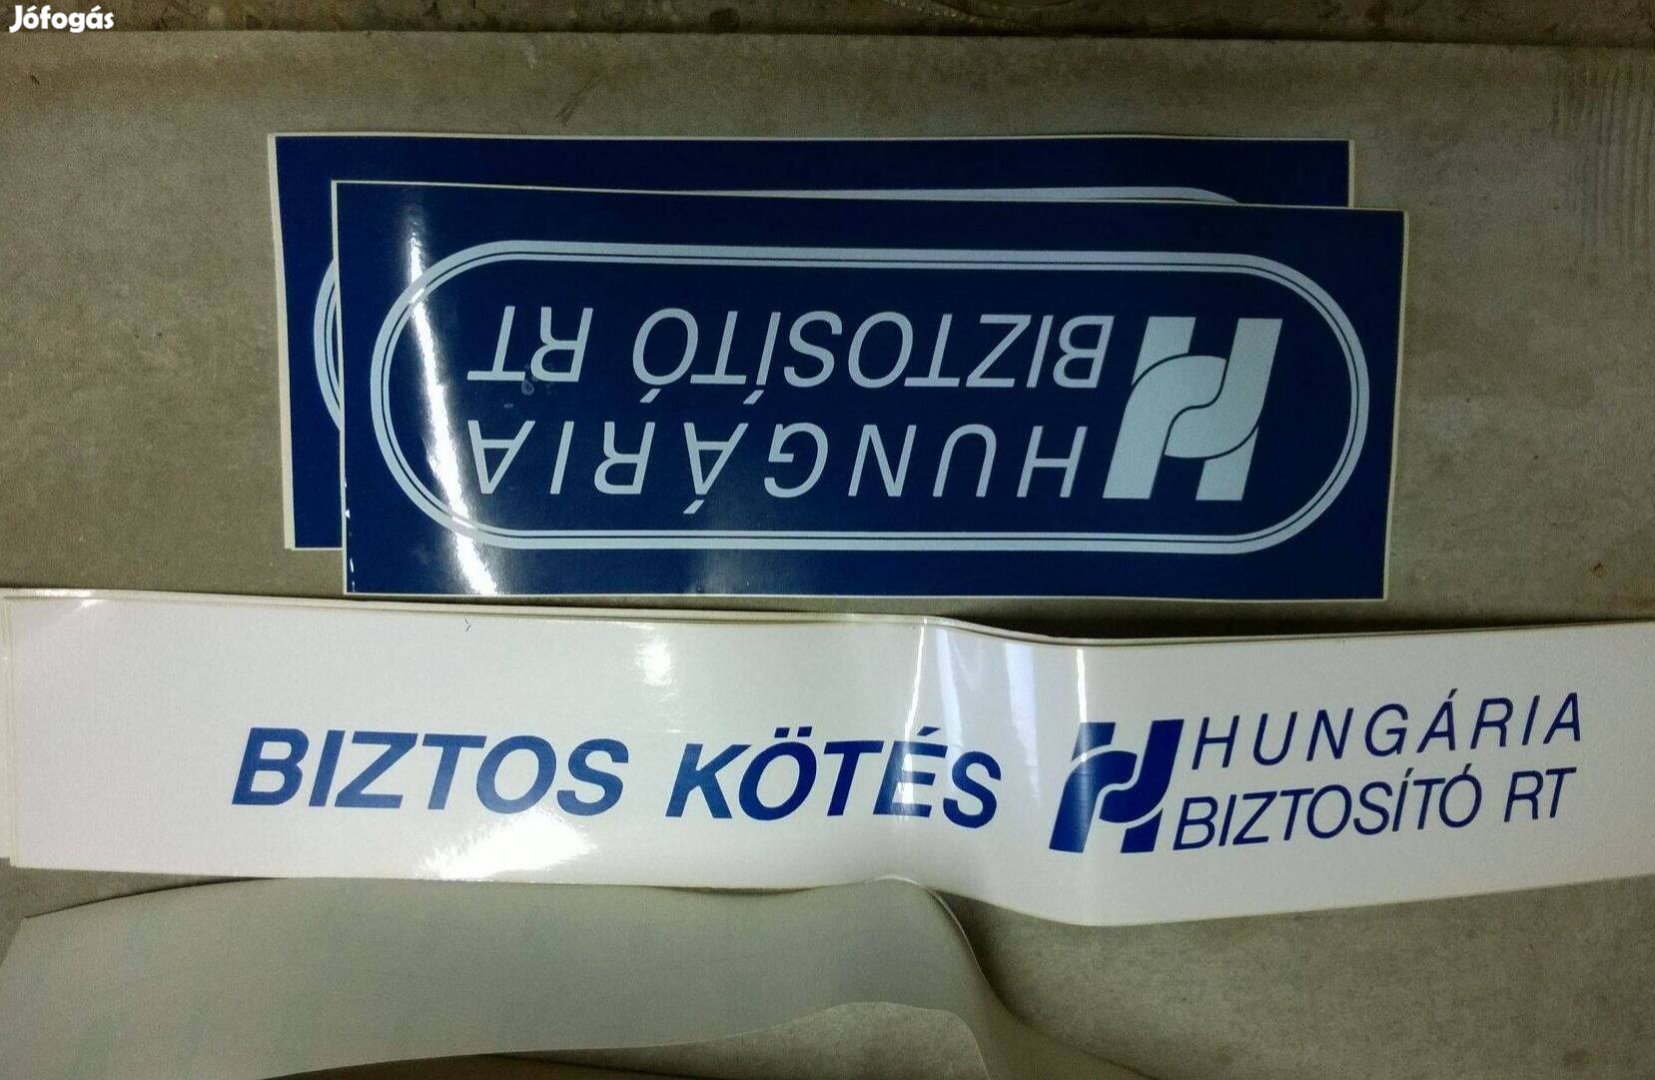 Jófogás
HUNGÁRIA
BIZTOSÍTÓ RT
BIZTOS KÖTÉS
HUNGÁRIA
BIZTOSÍTÓ RT